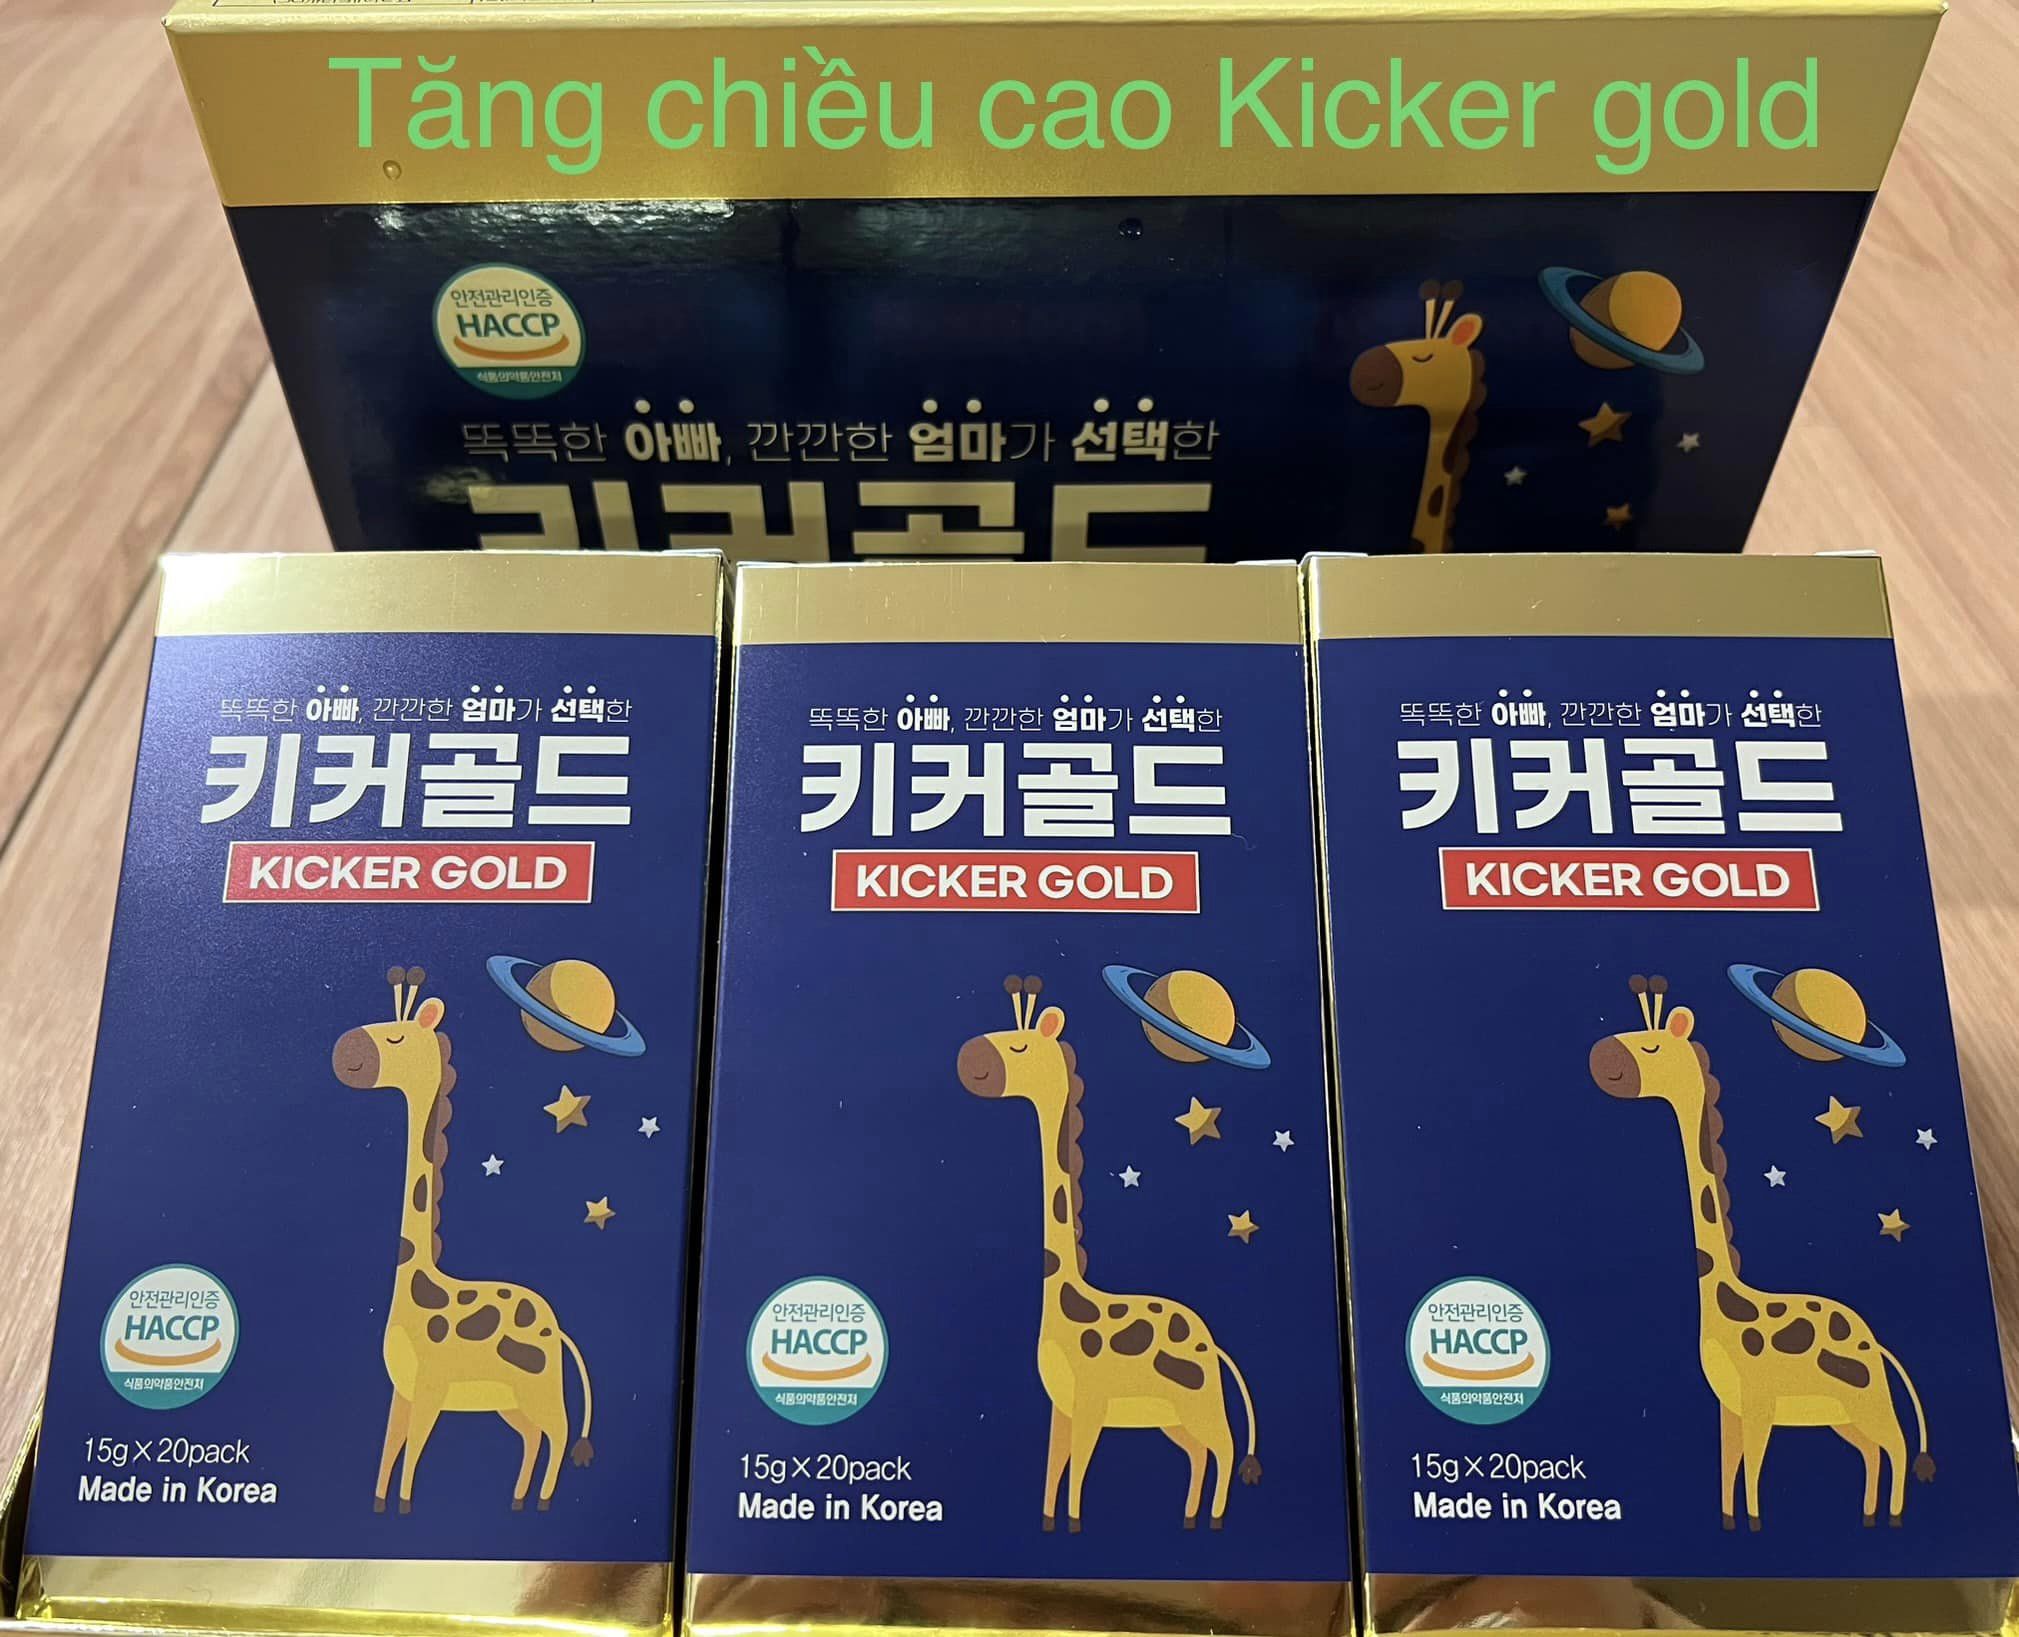 Tăng chiều cao Kicker gold
안전관리인증
HACCP
식품의약품안전처
똑똑한 아빠, 깐깐한 엄마가 선택한
키커골드
똑똑한 아빠, 깐깐한 엄마가 선택한
키커골드
KICKER GOLD
안전관리인증
HACCP
식품의약품안전처
15g×20pack
Made in Korea
똑똑한 아빠, 깐깐한 엄마가 선택한
키커골드
KICKER GOLD
안전관리인증
HACCP
식품의약품안전처
15g×20pack
Made in Korea
똑똑한 아빠, 깐깐한 엄마가 선택한
키커골드
KICKER GOLD
안전관리인증
HACCP
식품의약품안전처
15g×20pack
Made in Korea